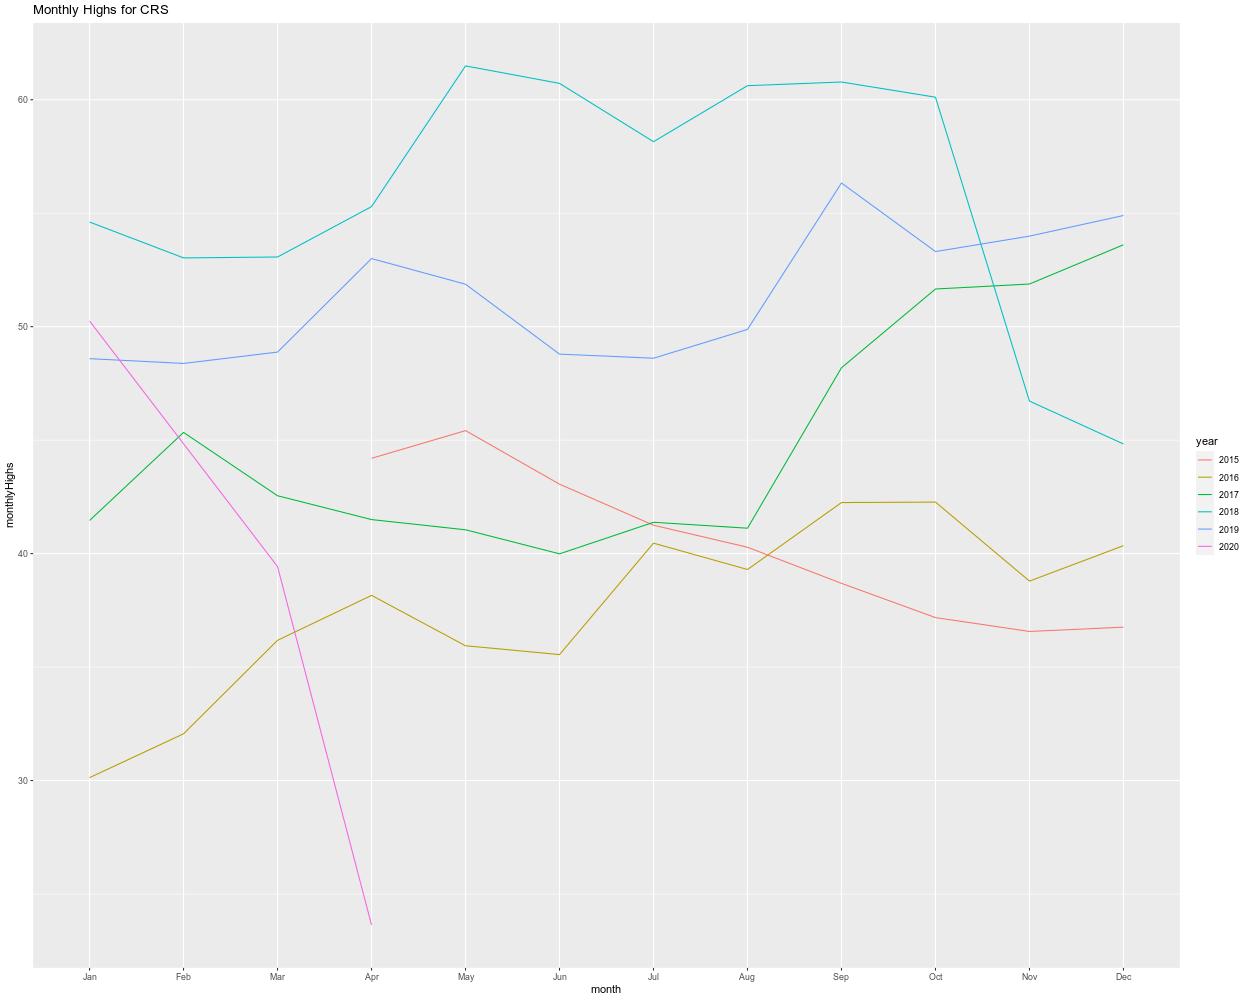 Monthly Highs for CRS
monthlyHighs
60
50
40
30
Jan Feb Mar Apr May Jun Jul Aug Sep Oct Nov Dec
month
year
2015
2016
2017
2018
2019
2020